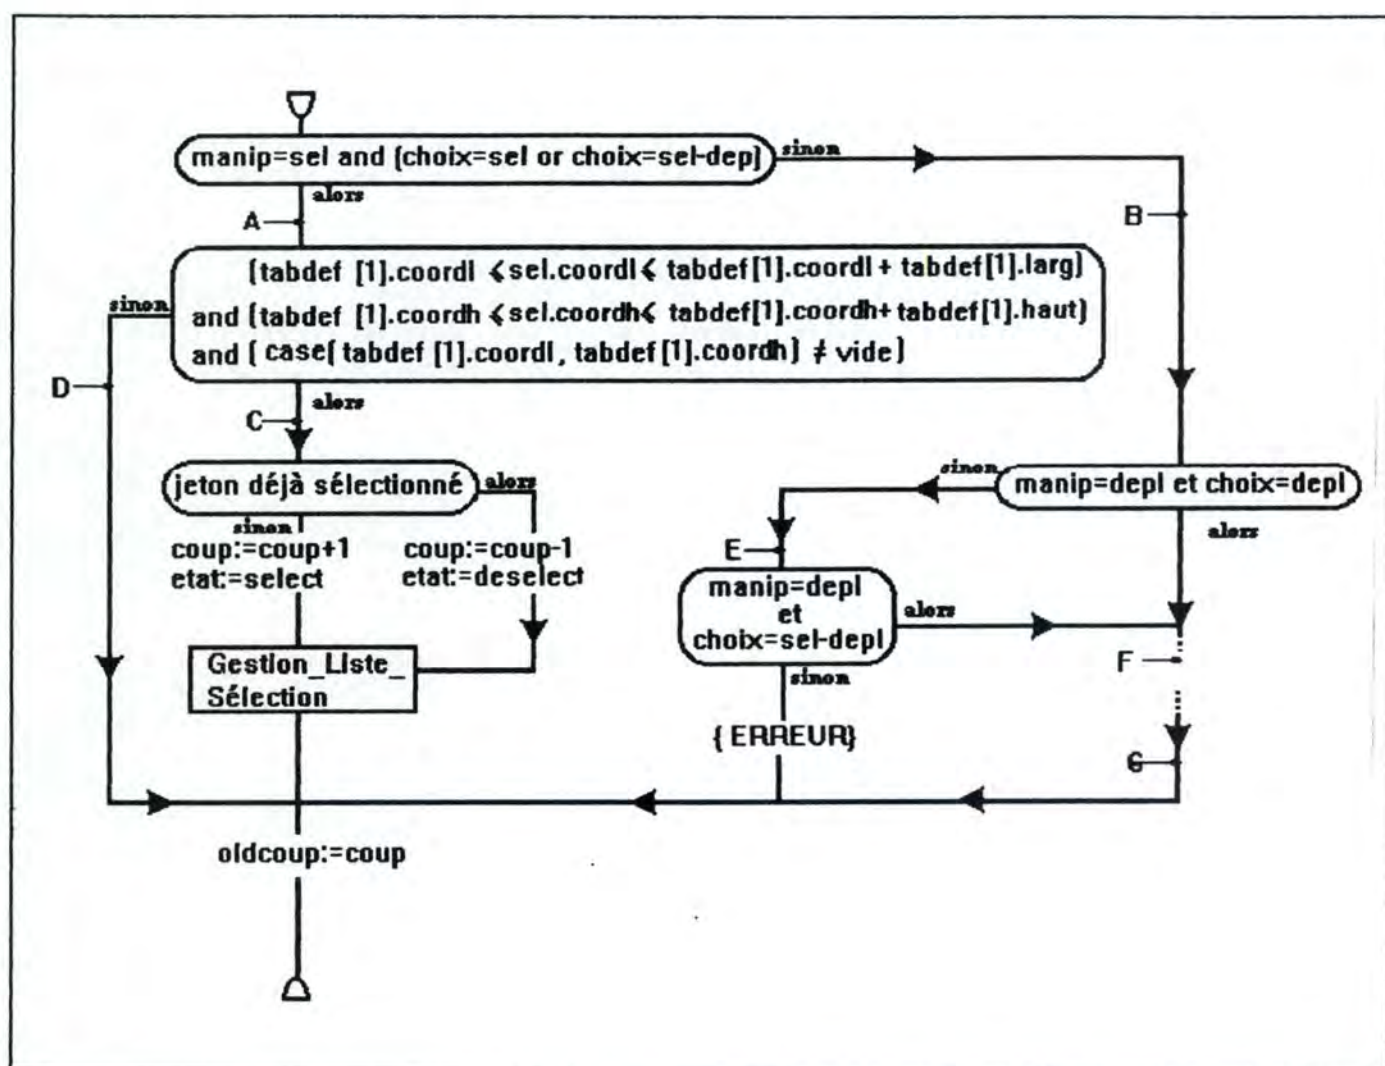 manip=sel and (choix=sel or choix=sel-dep)
sinon
alors
A
B
(tabdef [1].coordl ≤ sel.coordl ≤ tabdef[1].coordl + tabdef[1].larg)
and (tabdef [1].coordh ≤ sel.coordh ≤ tabdef[1].coordh + tabdef[1].haut)
and ( case( tabdef [1].coordl, tabdef [1].coordh) ≠ vide)
sinon
D
alors
C
jeton déjà sélectionné
alors
sinon
coup:=coup+1
etat:=select
coup:=coup-1
etat:=deselect
Gestion_Liste_
Sélection
sinon
manip=depl et choix=depl
alors
E
manip=depl
et
choix=sel-depl
alors
sinon
F
{ ERREUR}
G
oldcoup:=coup